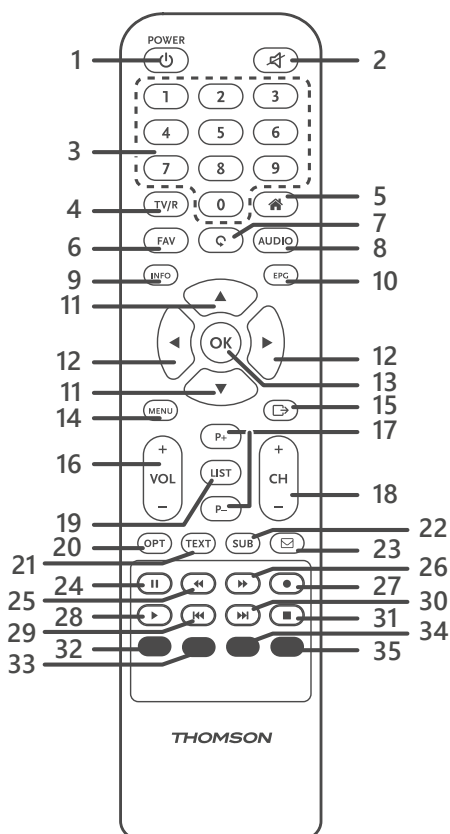 POWER
1 2
1 2 3
4 5 6
3
7 8 9
4 TV/R 0 5
7
6 FAV AUDIO 8
9 INFO EPG 10
11
12 OK 12
13
11
14 MENU 15
P+ 17
+ +
16 VOL LIST CH
18
- P- -
19
20 OPT TEXT SUB 22
21 23
24 26
25 27
28 30
29 31
32 34
33 35
THOMSON